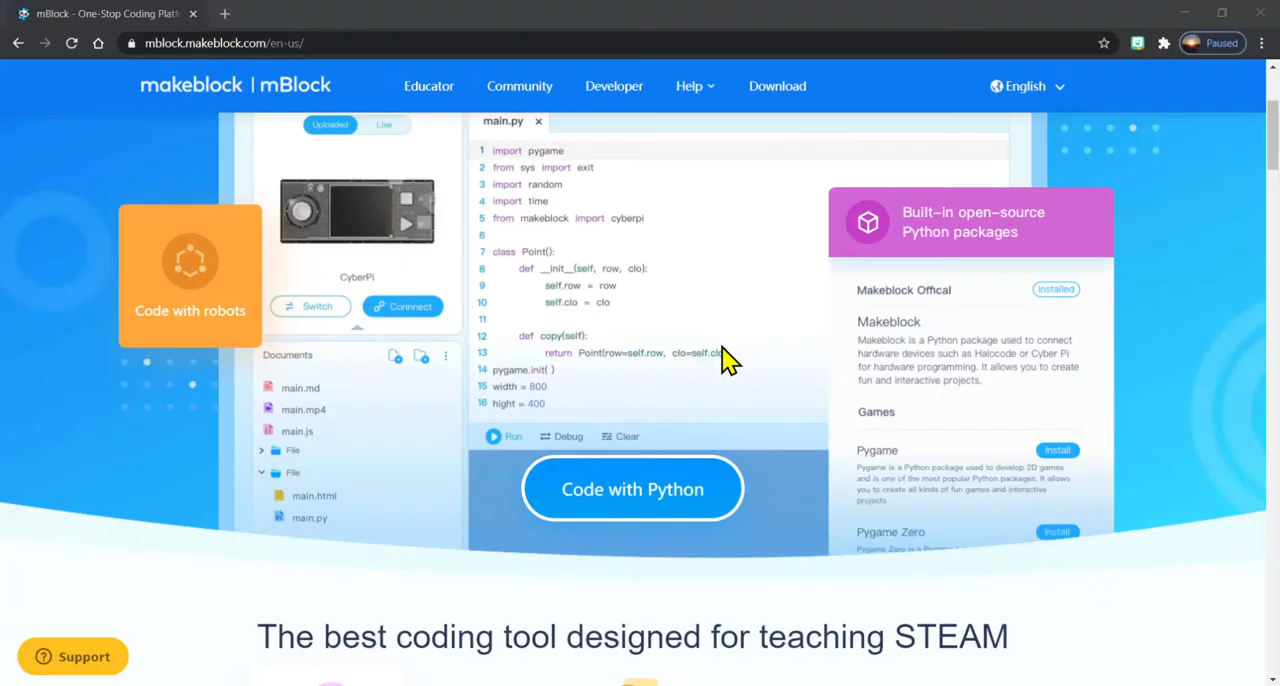 mBlock - One-Stop Coding Platf
mblock.makeblock.com/en-us/
Paused
makeblock | mBlock
Educator
Community
Developer
Help
Download
English
Uploaded
Live
CyberPi
Switch
Connnect
Code with robots
Documents
main.md
main.mp4
main.js
File
File
main.html
main.py
main.py
1 import pygame
2 from sys import exit
3 import random
4 import time
5 from makeblock import cyberpi
6
7 class Point():
8 def __init__(self, row, clo):
9 self.row = row
10 self.clo = clo
11
12 def copy(self):
13 return Point(row=self.row, clo=self.clo
14 pygame.init( )
15 width = 800
16 hight = 400
Run
Debug
Clear
Code with Python
Built-in open-source
Python packages
Makeblock Offical
Installed
Makeblock
Makeblock is a Python package used to connect
hardware devices such as Halocode or Cyber Pi
for hardware programming. It allows you to create
fun and interactive projects.
Games
Pygame
Install
Pygame is a Python package used to develop 2D games
and is one of the most popular Python packages. It allows
you to create all kinds of fun games and interactive
projects
Pygame Zero
Install
The best coding tool designed for teaching STEAM
Support